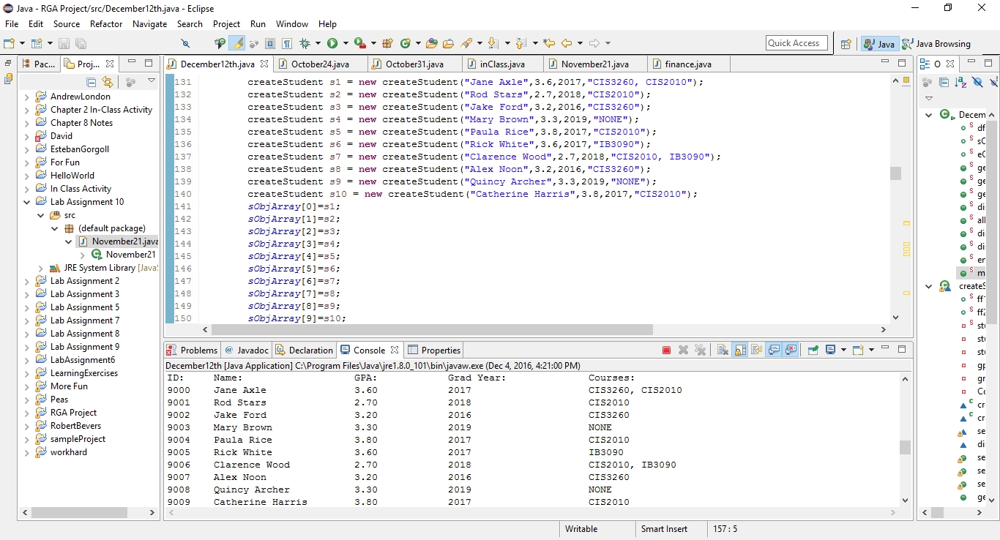 Java - RGA Project/src/December12th.java - Eclipse
File Edit Source Refactor Navigate Search Project Run Window Help
Quick Access Java Java Browsing
Pac... Proj... December12th.java October24.java October31.java inClass.java November21.java finance.java O
AndrewLondon
Chapter 2 In-Class Activity
Chapter 8 Notes
David
EstebanGorgoll
For Fun
HelloWorld
In Class Activity
Lab Assignment 10
src
(default package)
November21.java
November21
JRE System Library [Java
Lab Assignment 2
Lab Assignment 3
Lab Assignment 5
Lab Assignment 7
Lab Assignment 8
Lab Assignment 9
LabAssignment6
LearningExercises
More Fun
Peas
RGA Project
RobertBevers
sampleProject
workhard
131 createStudent s1 = new createStudent("Jane Axle",3.6,2017,"CIS3260, CIS2010");
132 createStudent s2 = new createStudent("Rod Stars",2.7,2018,"CIS2010");
133 createStudent s3 = new createStudent("Jake Ford",3.2,2016,"CIS3260");
134 createStudent s4 = new createStudent("Mary Brown",3.3,2019,"NONE");
135 createStudent s5 = new createStudent("Paula Rice",3.8,2017,"CIS2010");
136 createStudent s6 = new createStudent("Rick White",3.6,2017,"IB3090");
137 createStudent s7 = new createStudent("Clarence Wood",2.7,2018,"CIS2010, IB3090");
138 createStudent s8 = new createStudent("Alex Noon",3.2,2016,"CIS3260");
139 createStudent s9 = new createStudent("Quincy Archer",3.3,2019,"NONE");
140 createStudent s10 = new createStudent("Catherine Harris",3.8,2017,"CIS2010");
141 sObjArray[0]=s1;
142 sObjArray[1]=s2;
143 sObjArray[2]=s3;
144 sObjArray[3]=s4;
145 sObjArray[4]=s5;
146 sObjArray[5]=s6;
147 sObjArray[6]=s7;
148 sObjArray[7]=s8;
149 sObjArray[8]=s9;
150 sObjArray[9]=s10;
Problems Javadoc Declaration Console Properties
December12th [Java Application] C:\Program Files\Java\jre1.8.0_101\bin\javaw.exe (Dec 4, 2016, 4:21:00 PM)
ID: Name: GPA: Grad Year: Courses:
9000 Jane Axle 3.60 2017 CIS3260, CIS2010
9001 Rod Stars 2.70 2018 CIS2010
9002 Jake Ford 3.20 2016 CIS3260
9003 Mary Brown 3.30 2019 NONE
9004 Paula Rice 3.80 2017 CIS2010
9005 Rick White 3.60 2017 IB3090
9006 Clarence Wood 2.70 2018 CIS2010, IB3090
9007 Alex Noon 3.20 2016 CIS3260
9008 Quincy Archer 3.30 2019 NONE
9009 Catherine Harris 3.80 2017 CIS2010
Decem
df
sO
eC
ge
ge
ge
di
all
di
di
en
m
createS
ff1
ff2
stu
stu
stu
gp
gr
Co
cr
cr
se
di
se
se
se
ge
Writable Smart Insert 157 : 5